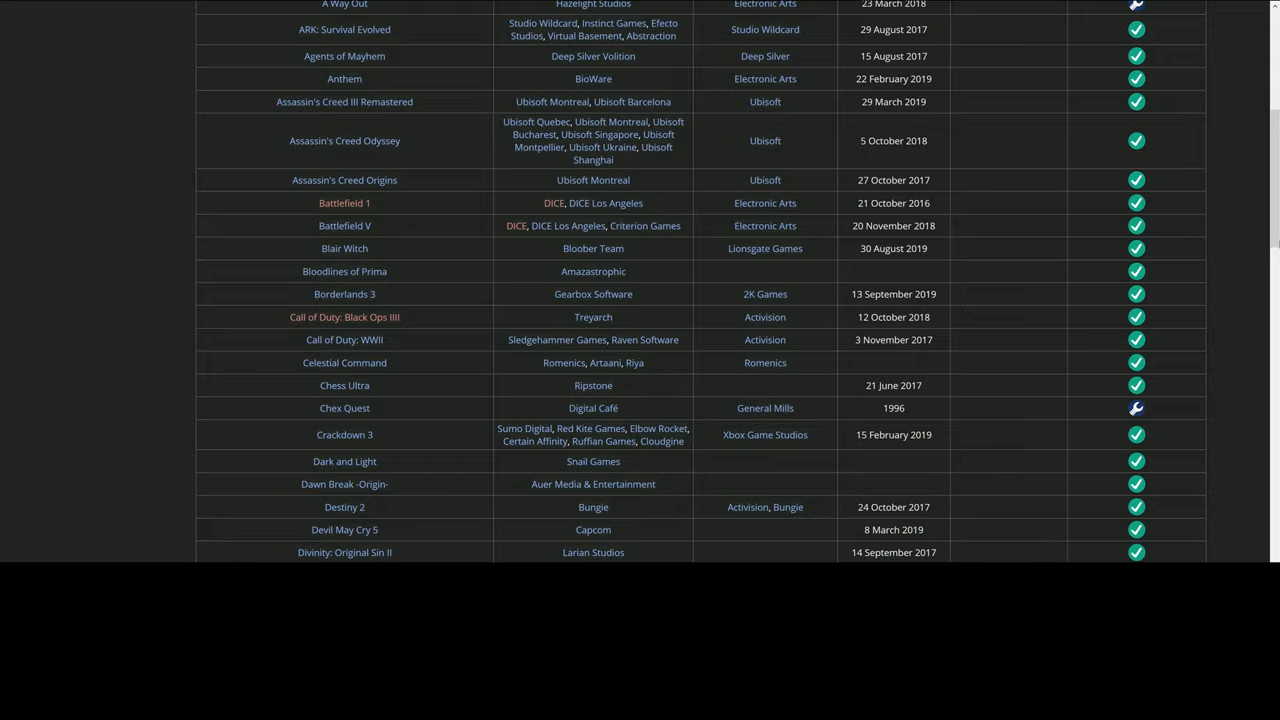 A Way Out Hazelight Studios Electronic Arts 23 March 2018
ARK: Survival Evolved Studio Wildcard, Instinct Games, Efecto Studios, Virtual Basement, Abstraction Studio Wildcard 29 August 2017
Agents of Mayhem Deep Silver Volition Deep Silver 15 August 2017
Anthem BioWare Electronic Arts 22 February 2019
Assassin's Creed III Remastered Ubisoft Montreal, Ubisoft Barcelona Ubisoft 29 March 2019
Assassin's Creed Odyssey Ubisoft Quebec, Ubisoft Montreal, Ubisoft Bucharest, Ubisoft Singapore, Ubisoft Montpellier, Ubisoft Ukraine, Ubisoft Shanghai Ubisoft 5 October 2018
Assassin's Creed Origins Ubisoft Montreal Ubisoft 27 October 2017
Battlefield 1 DICE, DICE Los Angeles Electronic Arts 21 October 2016
Battlefield V DICE, DICE Los Angeles, Criterion Games Electronic Arts 20 November 2018
Blair Witch Bloober Team Lionsgate Games 30 August 2019
Bloodlines of Prima Amazastrophic
Borderlands 3 Gearbox Software 2K Games 13 September 2019
Call of Duty: Black Ops IIII Treyarch Activision 12 October 2018
Call of Duty: WWII Sledgehammer Games, Raven Software Activision 3 November 2017
Celestial Command Romenics, Artaani, Riya Romenics
Chess Ultra Ripstone 21 June 2017
Chex Quest Digital Café General Mills 1996
Crackdown 3 Sumo Digital, Red Kite Games, Elbow Rocket, Certain Affinity, Ruffian Games, Cloudgine Xbox Game Studios 15 February 2019
Dark and Light Snail Games
Dawn Break -Origin- Auer Media & Entertainment
Destiny 2 Bungie Activision, Bungie 24 October 2017
Devil May Cry 5 Capcom 8 March 2019
Divinity: Original Sin II Larian Studios 14 September 2017